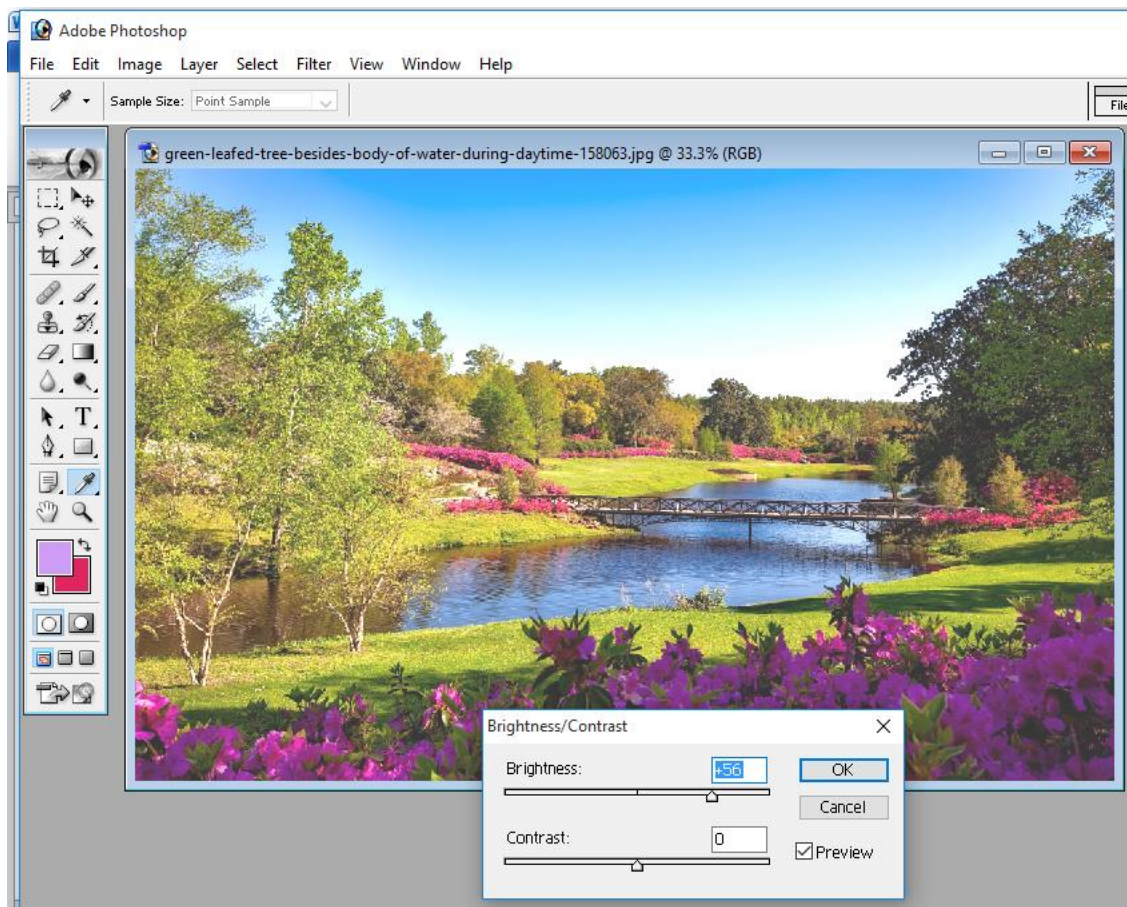 Adobe Photoshop
File Edit Image Layer Select Filter View Window Help
Sample Size: Point Sample
File
green-leafed-tree-besides-body-of-water-during-daytime-158063.jpg @ 33.3% (RGB)
T
Brightness/Contrast
Brightness: +56
OK
Cancel
Contrast: 0
Preview